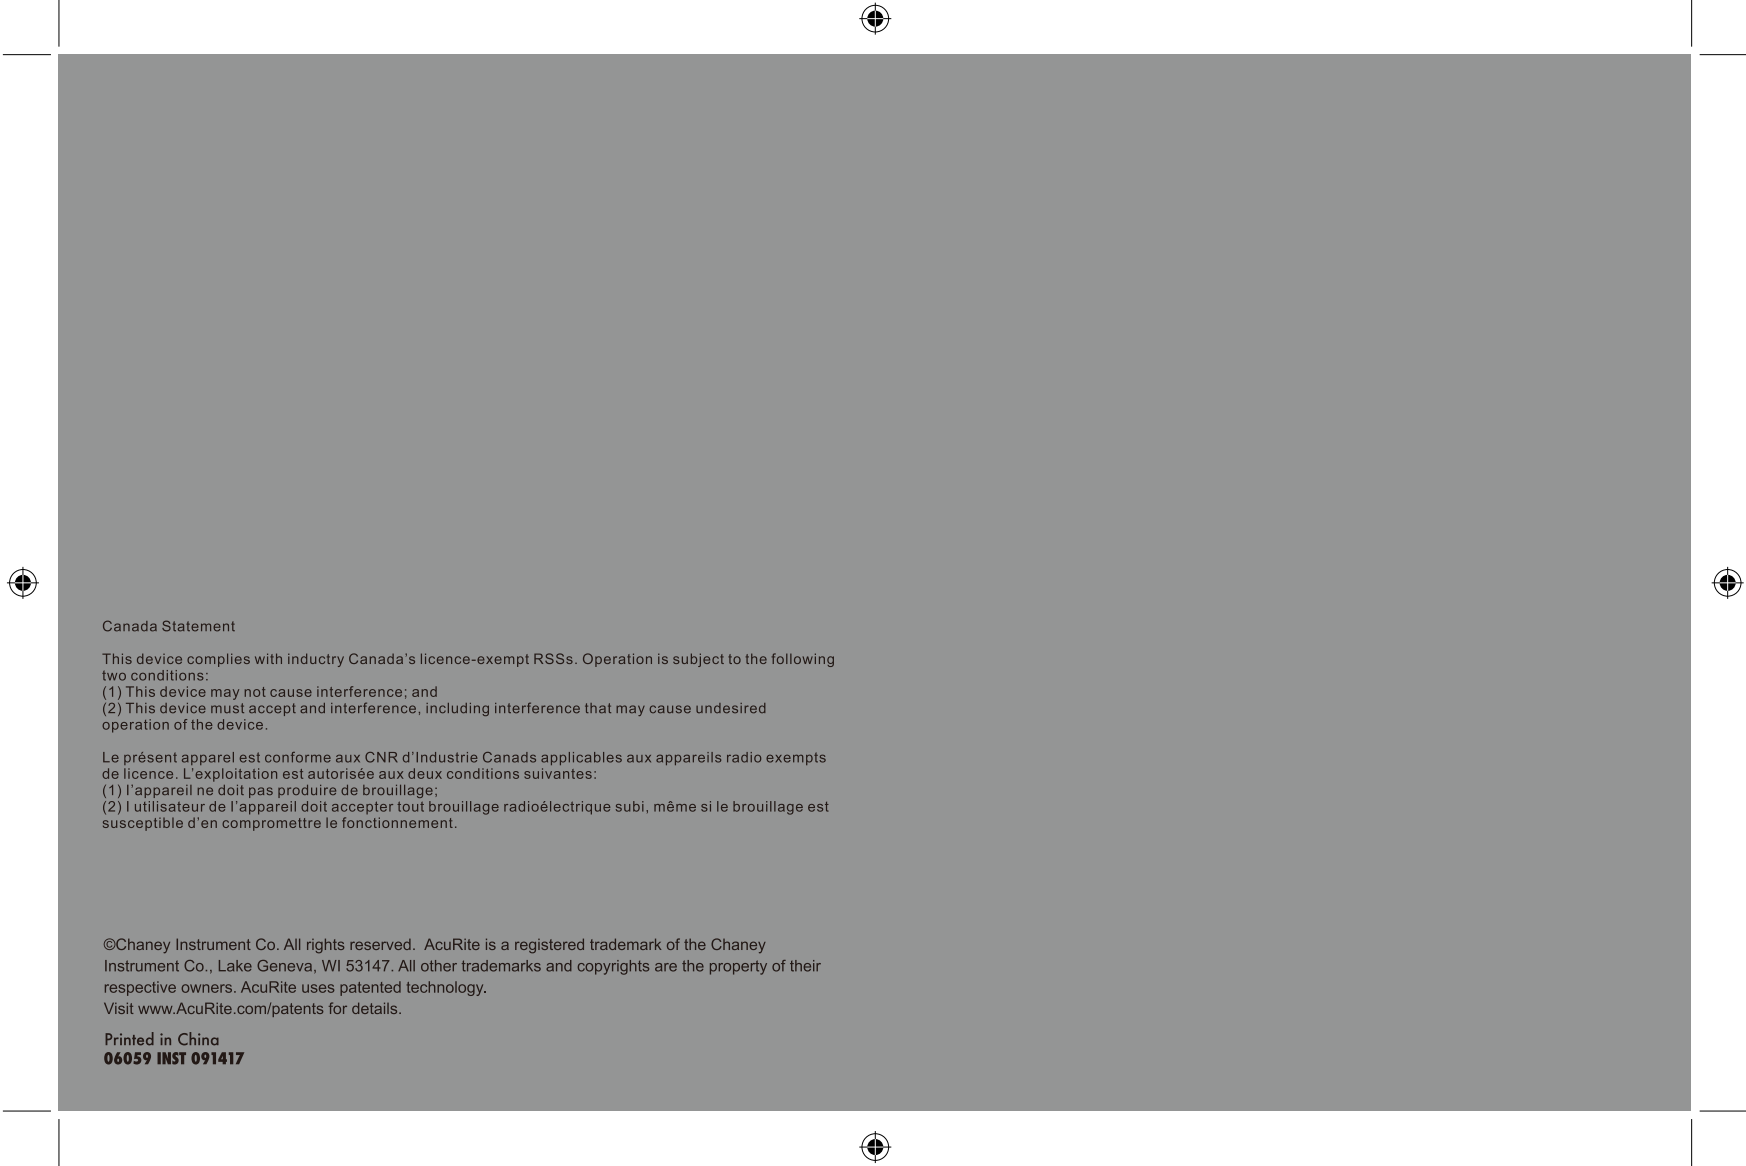 Canada Statement
This device complies with inductry Canada’s licence-exempt RSSs. Operation is subject to the following
two conditions:
(1) This device may not cause interference; and
(2) This device must accept and interference, including interference that may cause undesired
operation of the device.
Le présent apparel est conforme aux CNR d’Industrie Canads applicables aux appareils radio exempts
de licence. L’exploitation est autorisée aux deux conditions suivantes:
(1) I’appareil ne doit pas produire de brouillage;
(2) I utilisateur de I’appareil doit accepter tout brouillage radioélectrique subi, même si le brouillage est
susceptible d’en compromettre le fonctionnement.
©Chaney Instrument Co. All rights reserved.  AcuRite is a registered trademark of the Chaney
Instrument Co., Lake Geneva, WI 53147. All other trademarks and copyrights are the property of their
respective owners. AcuRite uses patented technology.
Visit www.AcuRite.com/patents for details.
Printed in China
06059 INST 091417